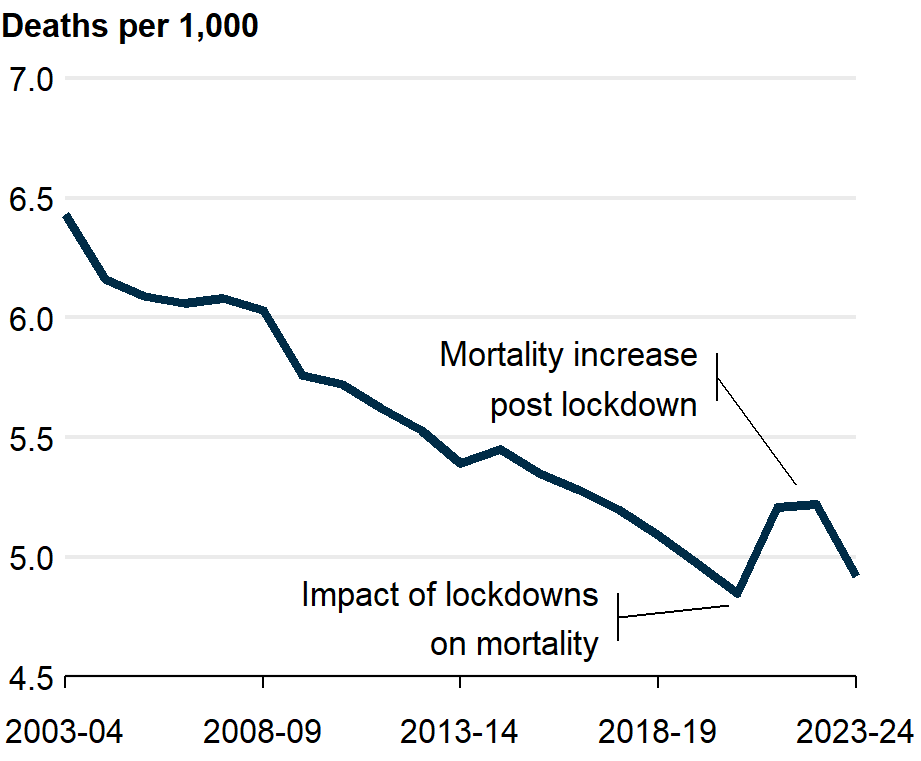 Deaths per 1,000
7.0
6.5
6.0
Mortality increase
post lockdown
5.5
5.0
Impact of lockdowns
on mortality
4.5
2003-04 2008-09 2013-14 2018-19 2023-24